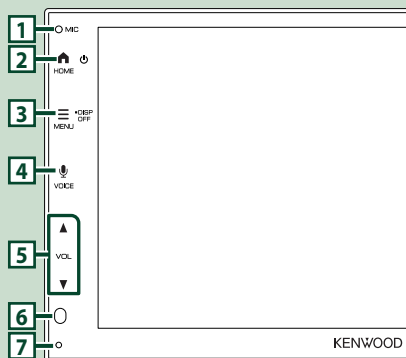 1
MIC
2
HOME
3
•DISP
OFF
MENU
4
VOICE
5
VOL
6
7
KENWOOD